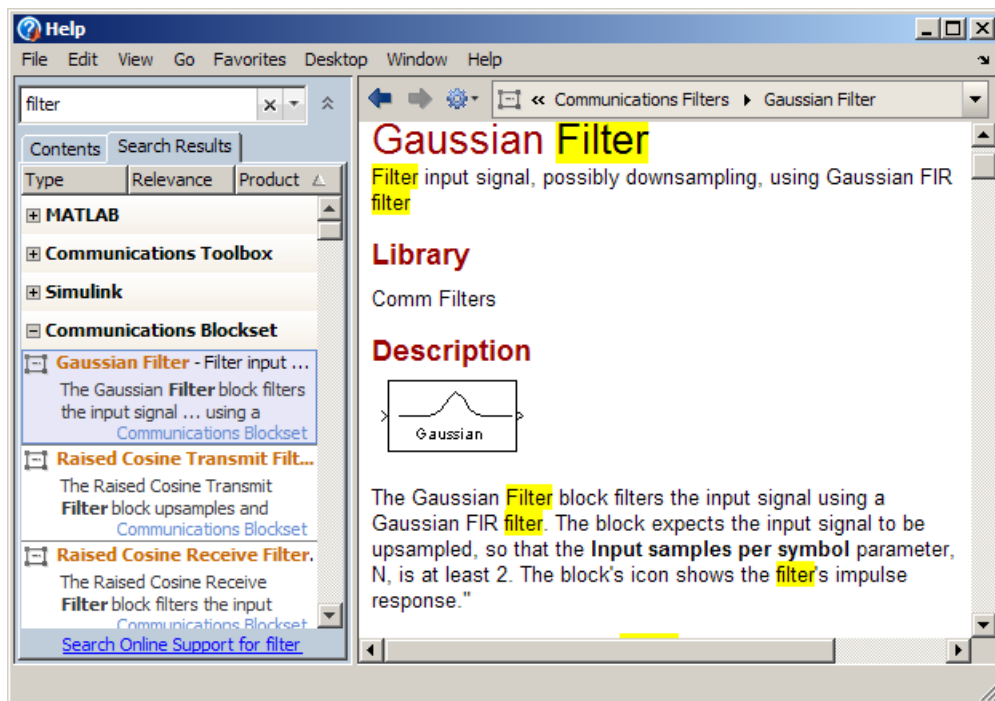 Help
File Edit View Go Favorites Desktop Window Help
filter
Contents Search Results
Type Relevance Product
MATLAB
Communications Toolbox
Simulink
Communications Blockset
Gaussian Filter - Filter input ...
The Gaussian Filter block filters
the input signal ... using a
Communications Blockset
Raised Cosine Transmit Filt...
The Raised Cosine Transmit
Filter block upsamples and
Communications Blockset
Raised Cosine Receive Filter.
The Raised Cosine Receive
Filter block filters the input
Communications Blockset
Search Online Support for filter
« Communications Filters Gaussian Filter
Gaussian Filter
Filter input signal, possibly downsampling, using Gaussian FIR
filter
Library
Comm Filters
Description
Gaussian
The Gaussian Filter block filters the input signal using a
Gaussian FIR filter. The block expects the input signal to be
upsampled, so that the Input samples per symbol parameter,
N, is at least 2. The block's icon shows the filter's impulse
response."